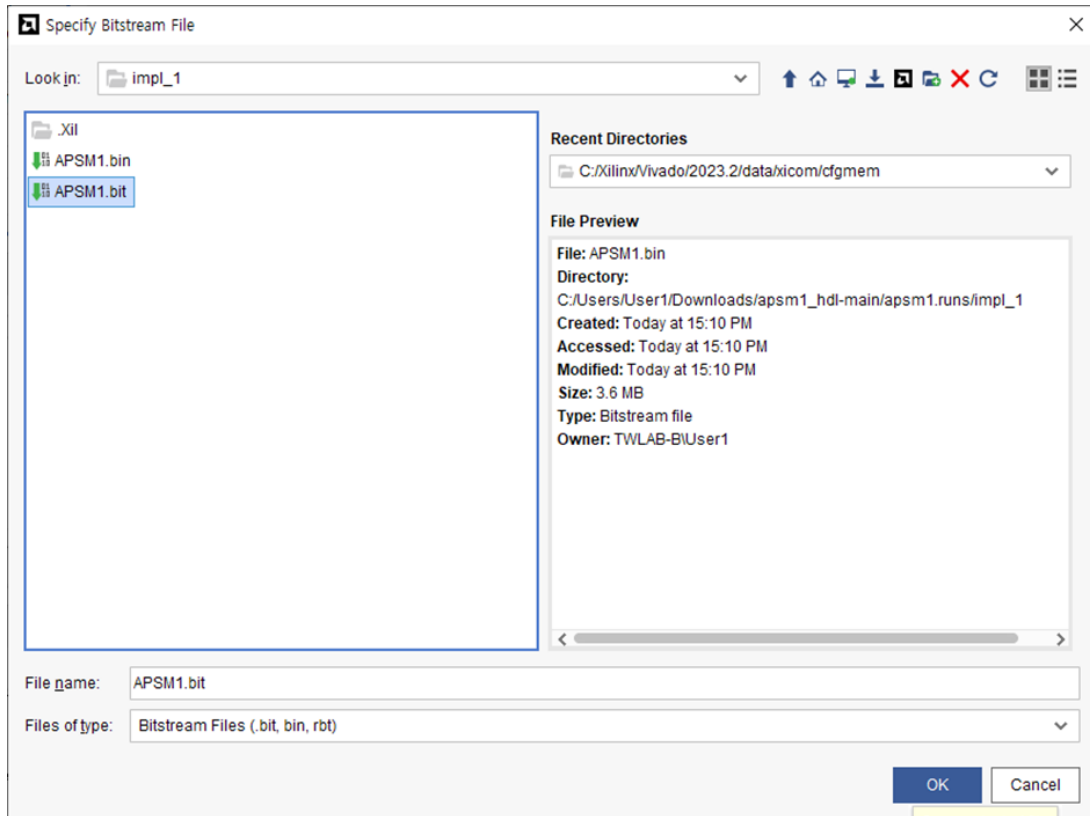 Specify Bitstream File
Look in: impl_1
.Xil
APSM1.bin
APSM1.bit
Recent Directories
C:/Xilinx/Vivado/2023.2/data/xicom/cfgmem
File Preview
File: APSM1.bin
Directory:
C:/Users/User1/Downloads/apsm1_hdl-main/apsm1.runs/impl_1
Created: Today at 15:10 PM
Accessed: Today at 15:10 PM
Modified: Today at 15:10 PM
Size: 3.6 MB
Type: Bitstream file
Owner: TWLAB-B\User1
File name: APSM1.bit
Files of type: Bitstream Files (.bit, bin, rbt)
OK Cancel